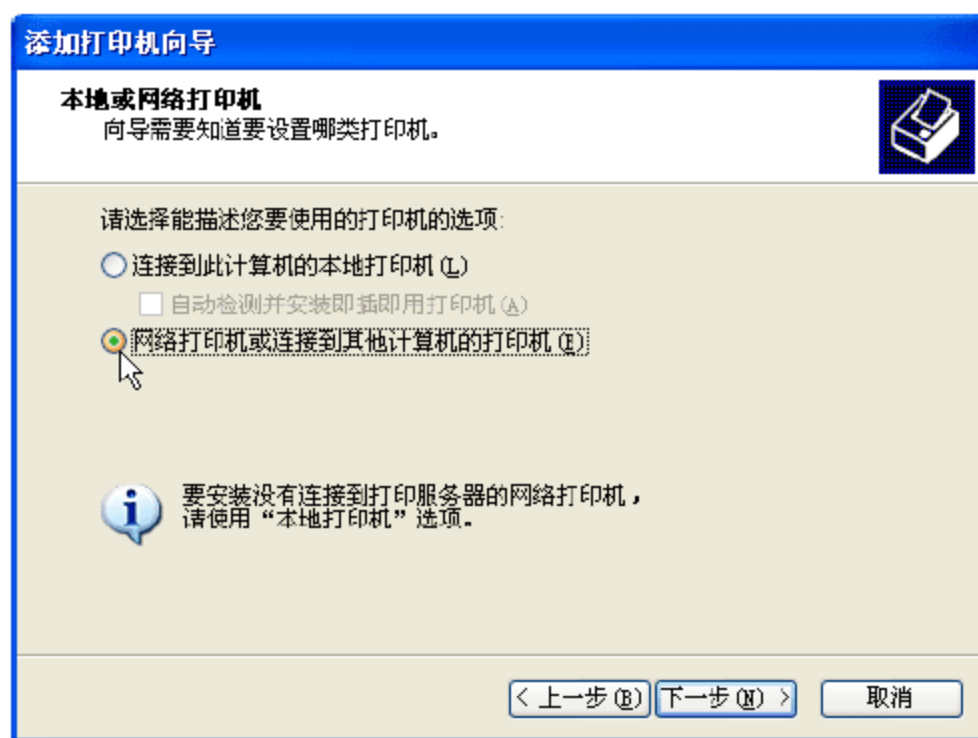 添加打印机向导
本地或网络打印机
向导需要知道要设置哪类打印机。
请选择能描述您要使用的打印机的选项:
连接到此计算机的本地打印机(L)
自动检测并安装即插即用打印机(A)
网络打印机或连接到其他计算机的打印机(E)
要安装没有连接到打印服务器的网络打印机，
请使用“本地打印机”选项。
< 上一步(B) 下一步(N) > 取消